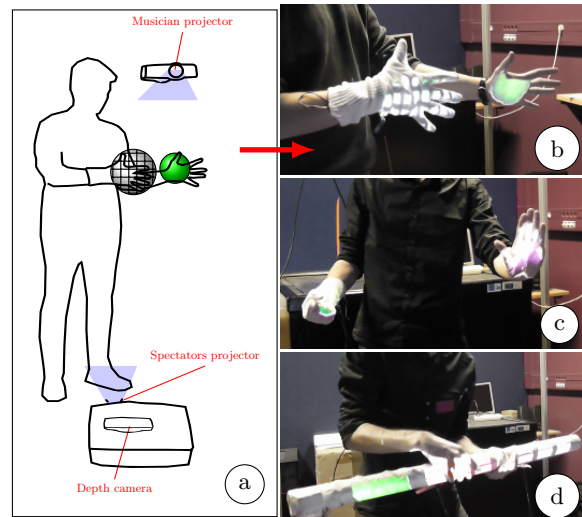 Musician projector
Spectators projector
Depth camera
a
b
c
d